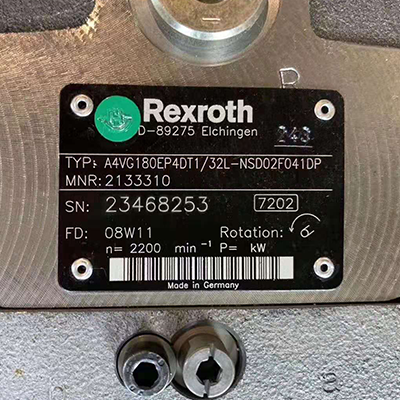 P
Rexroth
D-89275 Elchingen
243
TYP: A4VG180EP4DT1/32L-NSD02F041DP
MNR: 2133310
SN: 23468253 7202
FD: 08W11 Rotation:
n= 2200 min⁻¹ P= kW
Made in Germany